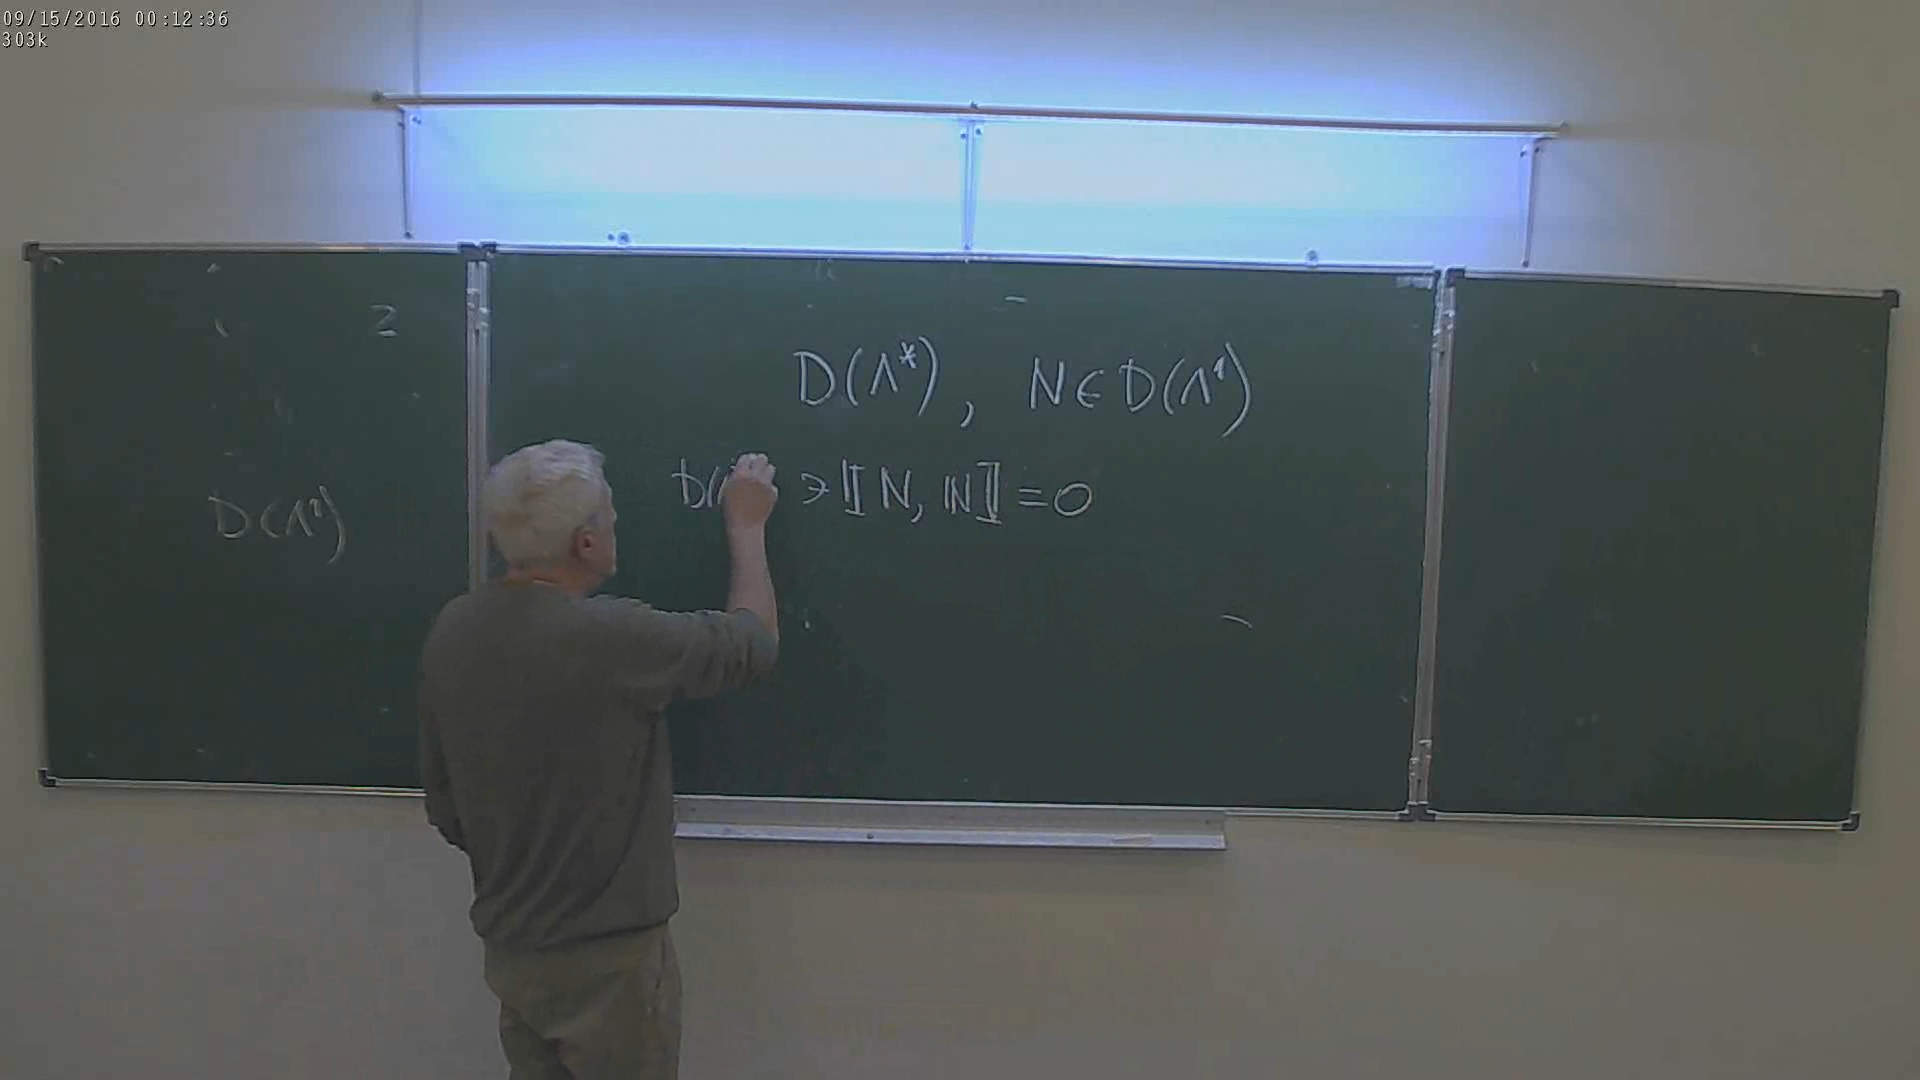 09/15/2016 00:12:36
303k
2
D(Λ¹)
D(Λ*), N∈D(Λ¹)
D( ∋ ⟦N, N⟧ = 0